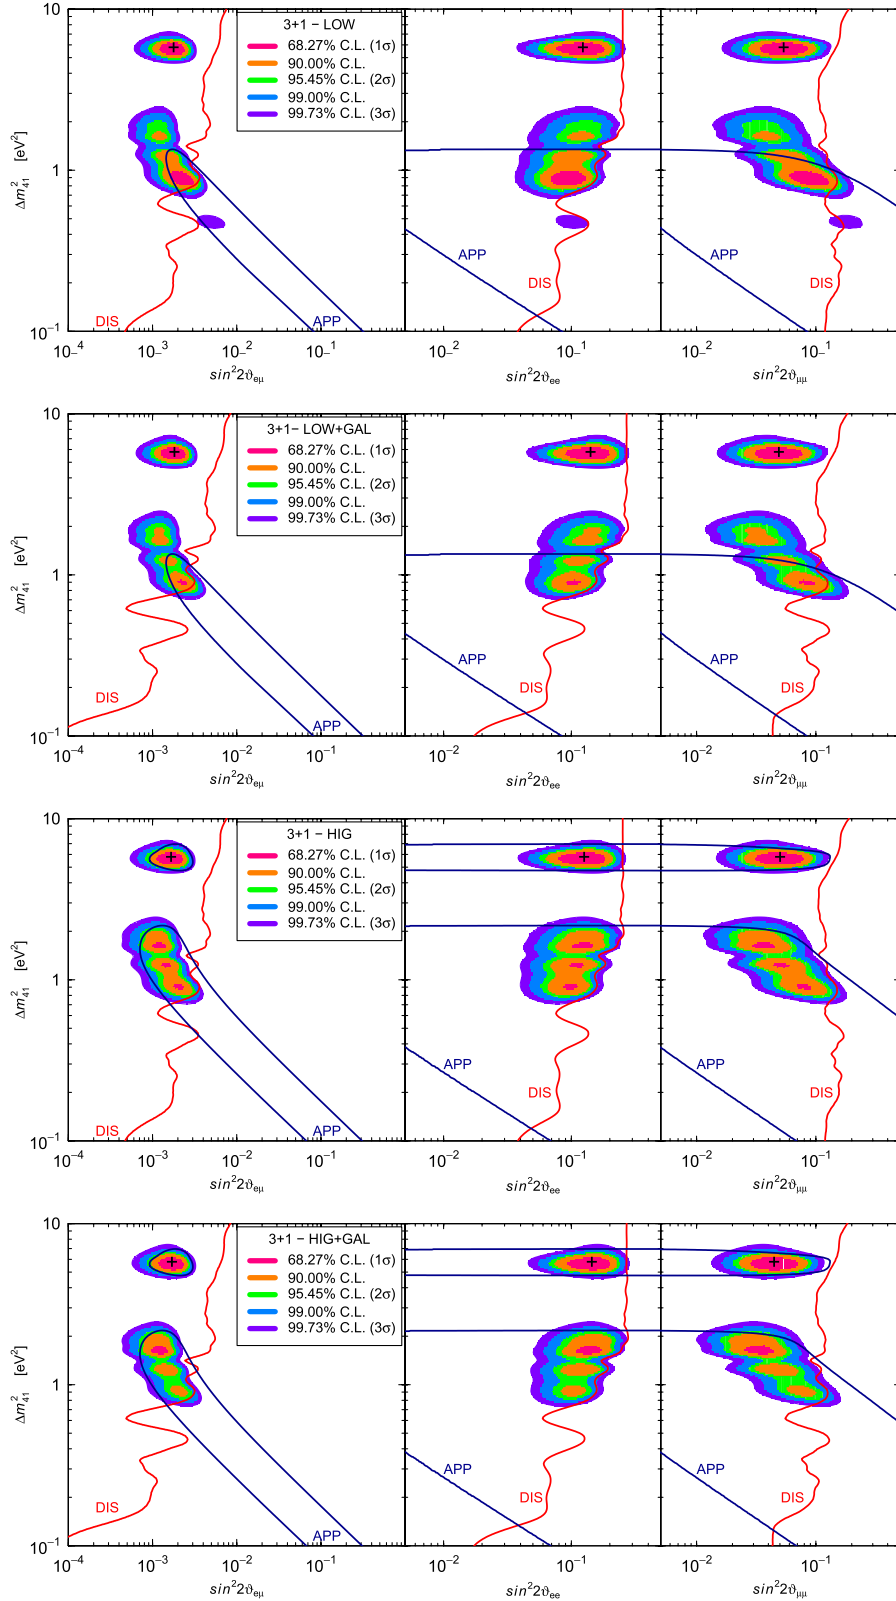 3+1 − LOW
68.27% C.L. (1σ)
90.00% C.L.
95.45% C.L. (2σ)
99.00% C.L.
99.73% C.L. (3σ)
10
1
10⁻¹
Δm²₄₁ [eV²]
DIS
APP
APP
DIS
APP
DIS
10⁻⁴ 10⁻³ 10⁻² 10⁻¹
10⁻² 10⁻¹
10⁻² 10⁻¹
sin²2ϑeμ
sin²2ϑee
sin²2ϑμμ
3+1− LOW+GAL
68.27% C.L. (1σ)
90.00% C.L.
95.45% C.L. (2σ)
99.00% C.L.
99.73% C.L. (3σ)
10
1
10⁻¹
Δm²₄₁ [eV²]
DIS
APP
APP
DIS
APP
DIS
10⁻⁴ 10⁻³ 10⁻² 10⁻¹
10⁻² 10⁻¹
10⁻² 10⁻¹
sin²2ϑeμ
sin²2ϑee
sin²2ϑμμ
3+1 − HIG
68.27% C.L. (1σ)
90.00% C.L.
95.45% C.L. (2σ)
99.00% C.L.
99.73% C.L. (3σ)
10
1
10⁻¹
Δm²₄₁ [eV²]
DIS
APP
APP
DIS
APP
DIS
10⁻⁴ 10⁻³ 10⁻² 10⁻¹
10⁻² 10⁻¹
10⁻² 10⁻¹
sin²2ϑeμ
sin²2ϑee
sin²2ϑμμ
3+1 − HIG+GAL
68.27% C.L. (1σ)
90.00% C.L.
95.45% C.L. (2σ)
99.00% C.L.
99.73% C.L. (3σ)
10
1
10⁻¹
Δm²₄₁ [eV²]
DIS
APP
APP
DIS
APP
DIS
10⁻⁴ 10⁻³ 10⁻² 10⁻¹
10⁻² 10⁻¹
10⁻² 10⁻¹
sin²2ϑeμ
sin²2ϑee
sin²2ϑμμ